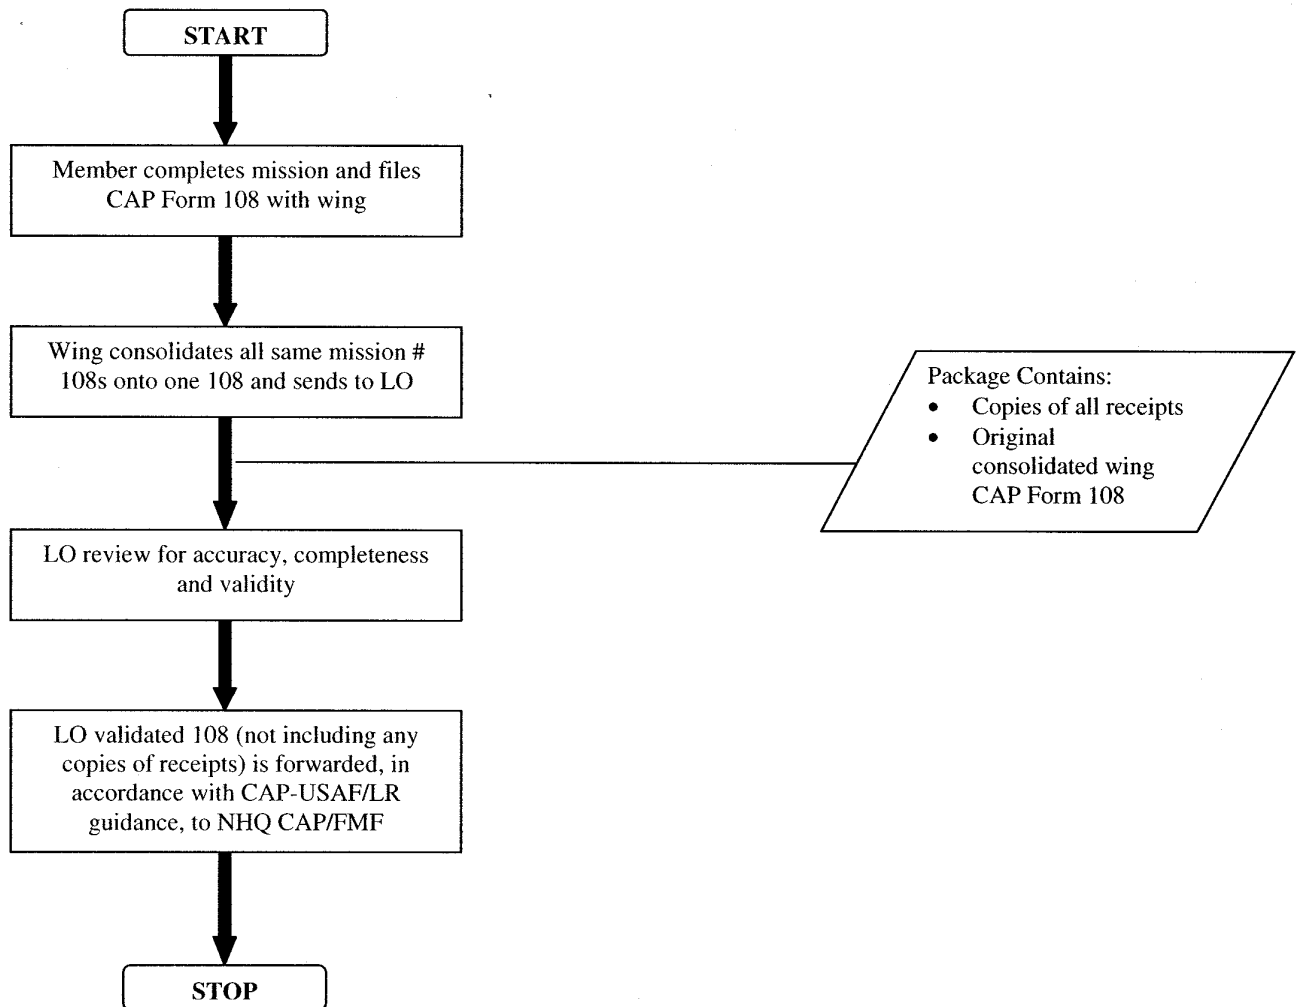 START
Member completes mission and files
CAP Form 108 with wing
Wing consolidates all same mission #
108s onto one 108 and sends to LO
Package Contains:
• Copies of all receipts
• Original
consolidated wing
CAP Form 108
LO review for accuracy, completeness
and validity
LO validated 108 (not including any
copies of receipts) is forwarded, in
accordance with CAP-USAF/LR
guidance, to NHQ CAP/FMF
STOP